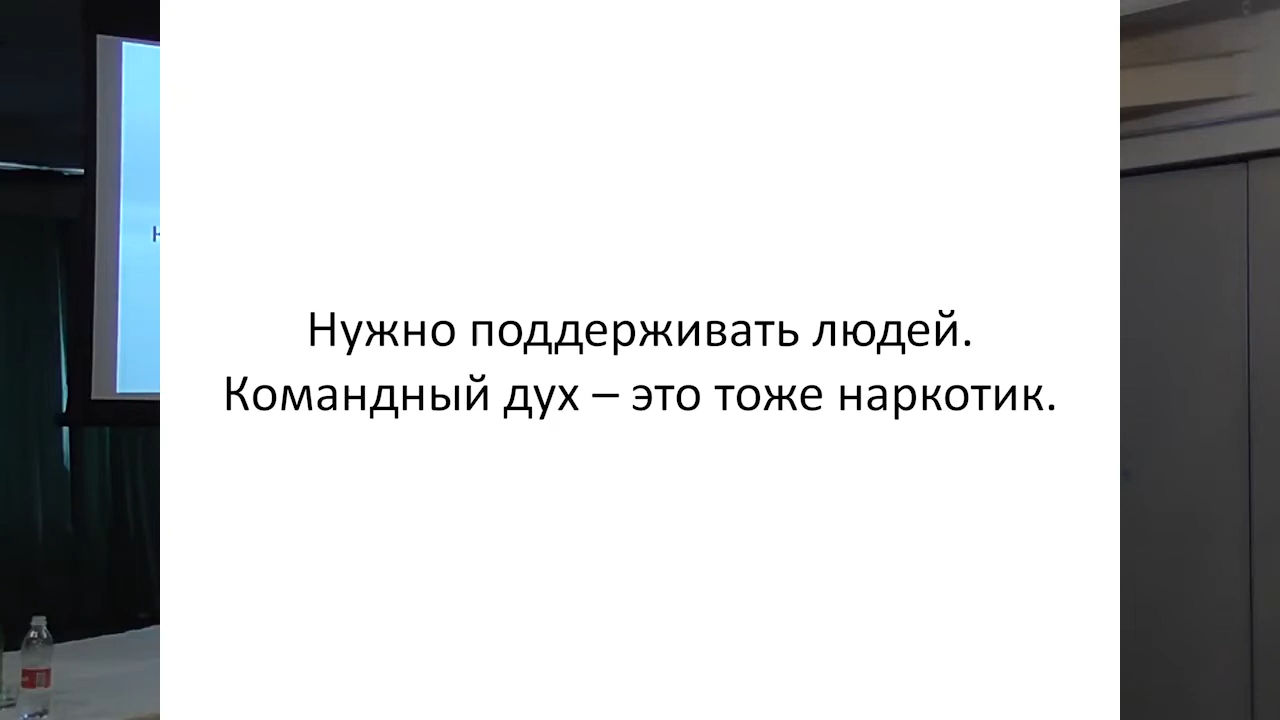 Нужно поддерживать людей.
Командный дух – это тоже наркотик.